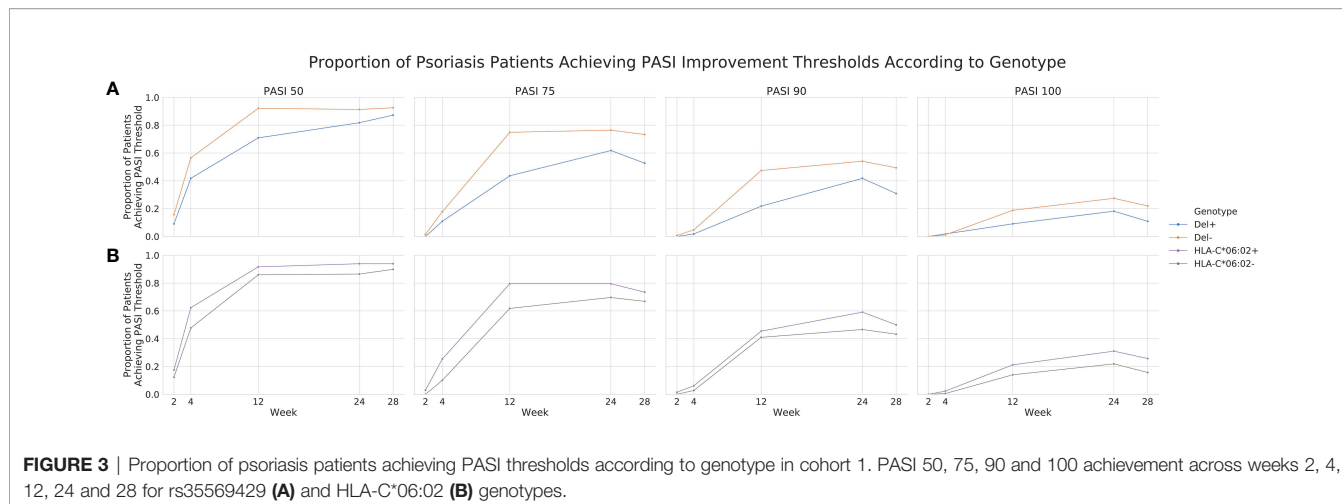 Proportion of Psoriasis Patients Achieving PASI Improvement Thresholds According to Genotype
A
PASI 50
PASI 75
PASI 90
PASI 100
Proportion of Patients
Achieving PASI Threshold
1.0
0.8
0.6
0.4
0.2
0.0
Genotype
Del+
Del-
HLA-C*06:02+
HLA-C*06:02-
B
Proportion of Patients
Achieving PASI Threshold
0.8
0.6
0.4
0.2
0.0
2 4 12 24 28
Week
2 4 12 24 28
Week
2 4 12 24 28
Week
2 4 12 24 28
Week
FIGURE 3 | Proportion of psoriasis patients achieving PASI thresholds according to genotype in cohort 1. PASI 50, 75, 90 and 100 achievement across weeks 2, 4,
12, 24 and 28 for rs35569429 (A) and HLA-C*06:02 (B) genotypes.